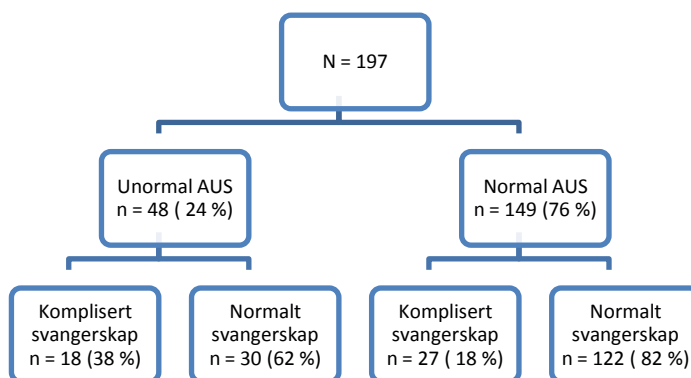 N = 197
Unormal AUS
n = 48 ( 24 %)
Normal AUS
n = 149 (76 %)
Komplisert
svangerskap
n = 18 (38 %)
Normalt
svangerskap
n = 30 (62 %)
Komplisert
svangerskap
n = 27 ( 18 %)
Normalt
svangerskap
n = 122 ( 82 %)